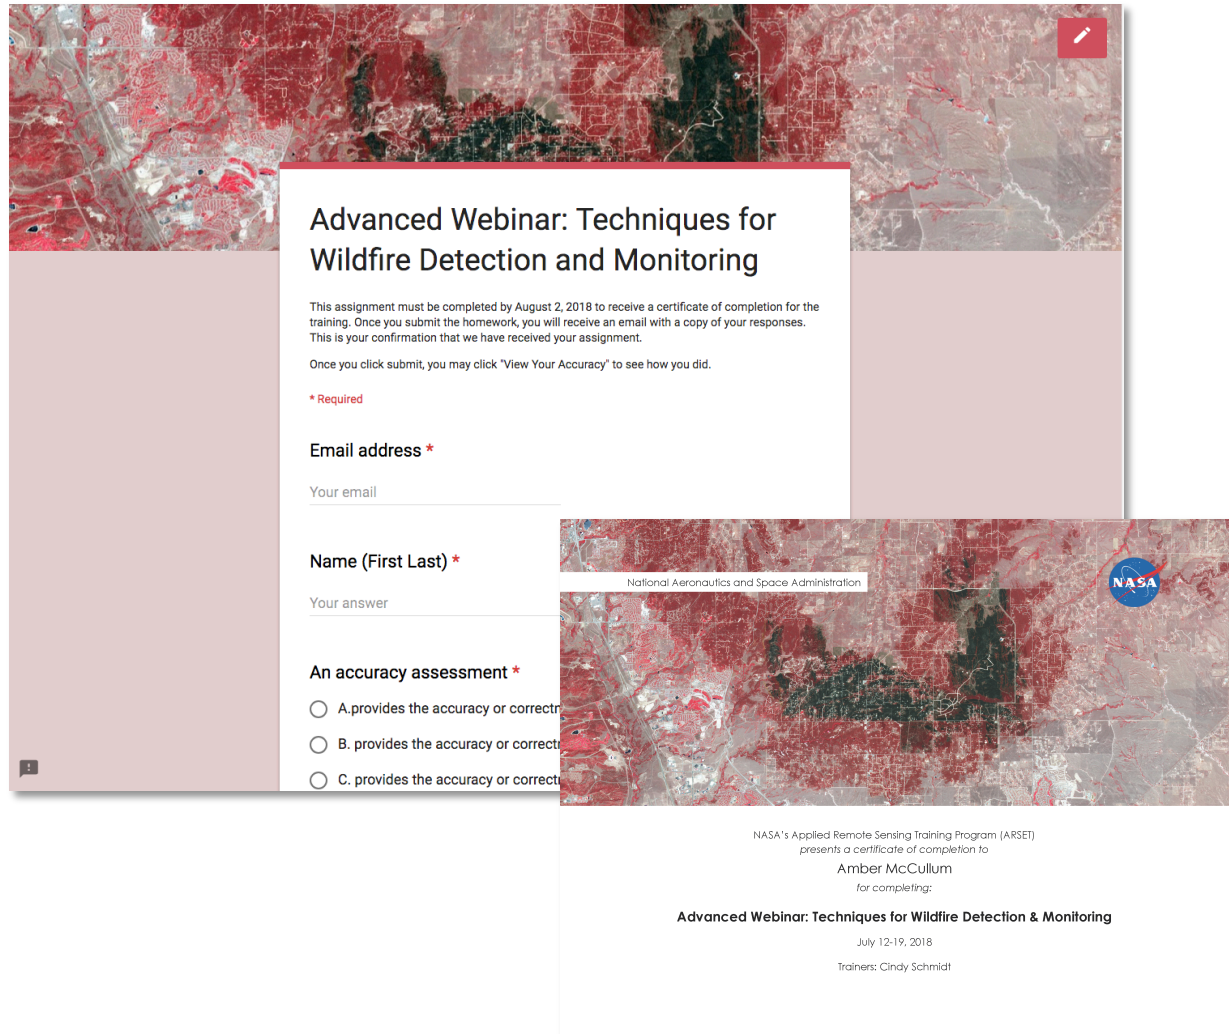 Advanced Webinar: Techniques for
Wildfire Detection and Monitoring
This assignment must be completed by August 2, 2018 to receive a certificate of completion for the
training. Once you submit the homework, you will receive an email with a copy of your responses.
This is your confirmation that we have received your assignment.
Once you click submit, you may click "View Your Accuracy" to see how you did.
* Required
Email address *
Your email
Name (First Last) *
Your answer
An accuracy assessment *
A.provides the accuracy or correctn
B. provides the accuracy or correctn
C. provides the accuracy or correctn
National Aeronautics and Space Administration
NASA
NASA's Applied Remote Sensing Training Program (ARSET)
presents a certificate of completion to
Amber McCullum
for completing:
Advanced Webinar: Techniques for Wildfire Detection & Monitoring
July 12-19, 2018
Trainers: Cindy Schmidt